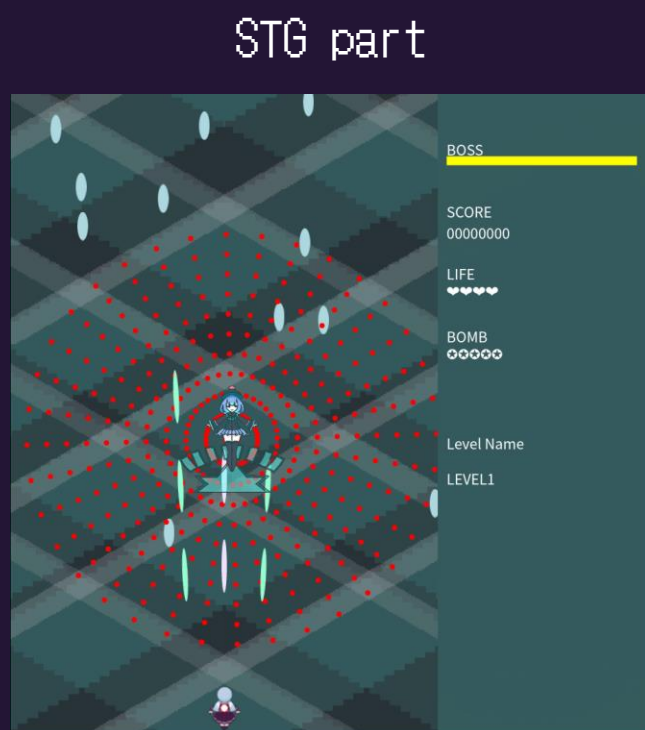 STG part
BOSS
SCORE
00000000
LIFE
❤❤❤❤
BOMB
✪✪✪✪✪
Level Name
LEVEL1